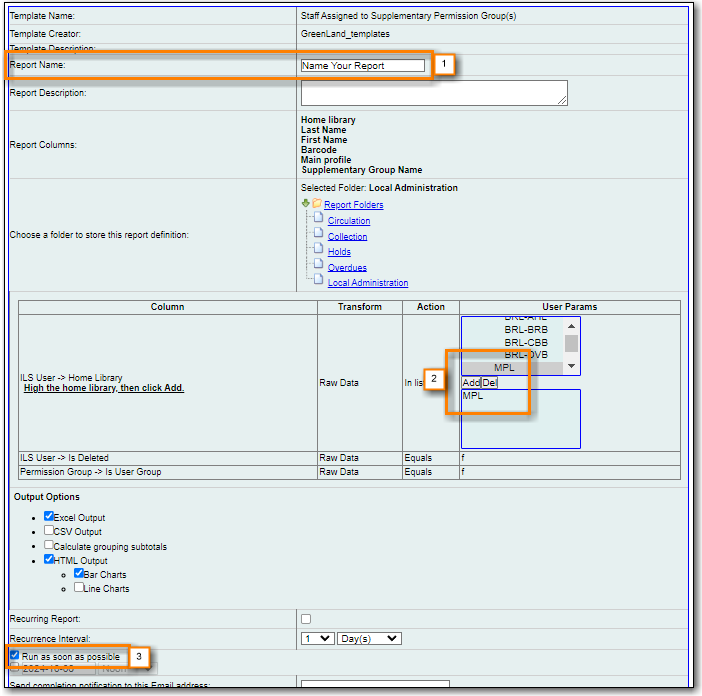 Template Name: Staff Assigned to Supplementary Permission Group(s)
Template Creator: GreenLand_templates
Template Description:
Report Name: Name Your Report 1
Report Description:
Report Columns:
Home library
Last Name
First Name
Barcode
Main profile
Supplementary Group Name
Choose a folder to store this report definition:
Selected Folder: Local Administration
Report Folders
Circulation
Collection
Holds
Overdues
Local Administration
Column Transform Action User Params
ILS User -> Home Library
High the home library, then click Add.
Raw Data
In lis
2
BRL-AHL
BRL-BRB
BRL-CBB
BRL-DVB
MPL
Add Del
MPL
ILS User -> Is Deleted Raw Data Equals f
Permission Group -> Is User Group Raw Data Equals f
Output Options
Excel Output
CSV Output
Calculate grouping subtotals
HTML Output
Bar Charts
Line Charts
Recurring Report:
Recurrence Interval: 1 Day(s)
Run as soon as possible 3
Send completion notification to this Email address: